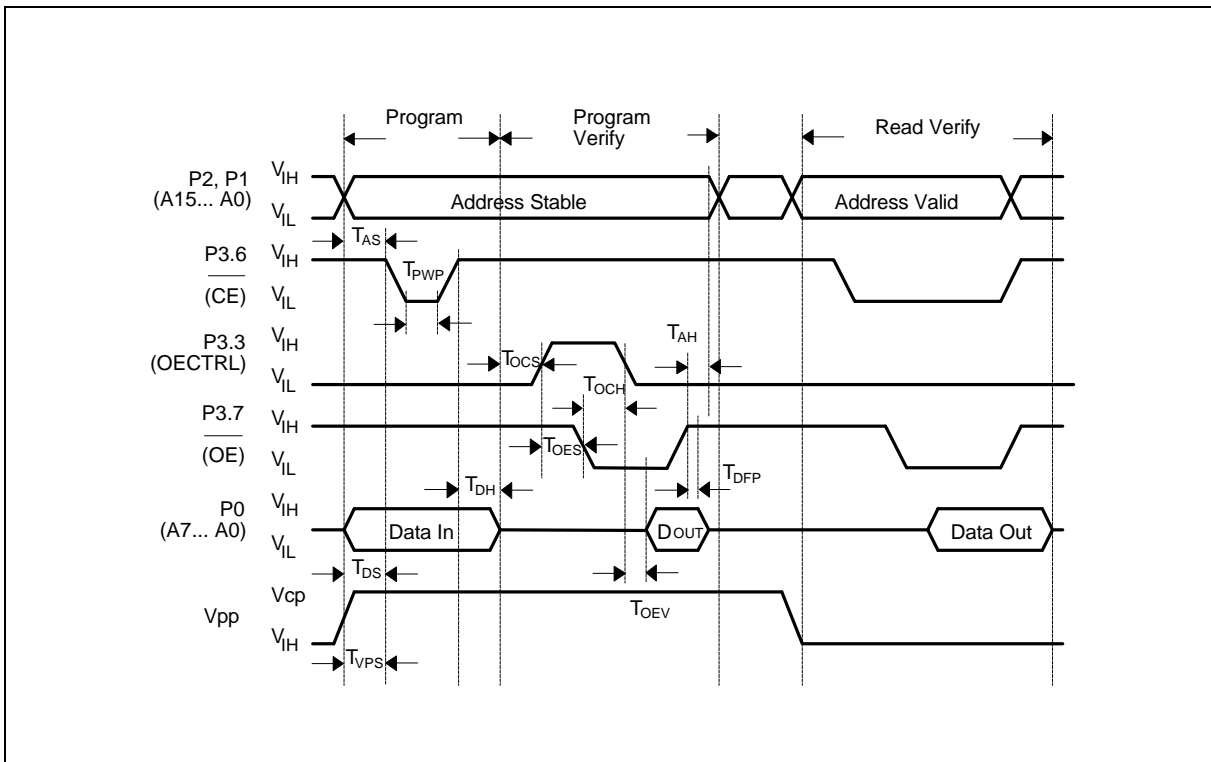 Program
Program
Verify
Read Verify
P2, P1
(A15... A0)
VIH
VIL
Address Stable
Address Valid
TAS
P3.6
(CE)
VIH
VIL
TPWP
P3.3
(OECTRL)
VIH
VIL
TOCS
TAH
TOCH
P3.7
(OE)
VIH
VIL
TOES
TDFP
TDH
P0
(A7... A0)
VIH
VIL
Data In
DOUT
Data Out
TDS
Vpp
Vcp
VIH
TOEV
TVPS